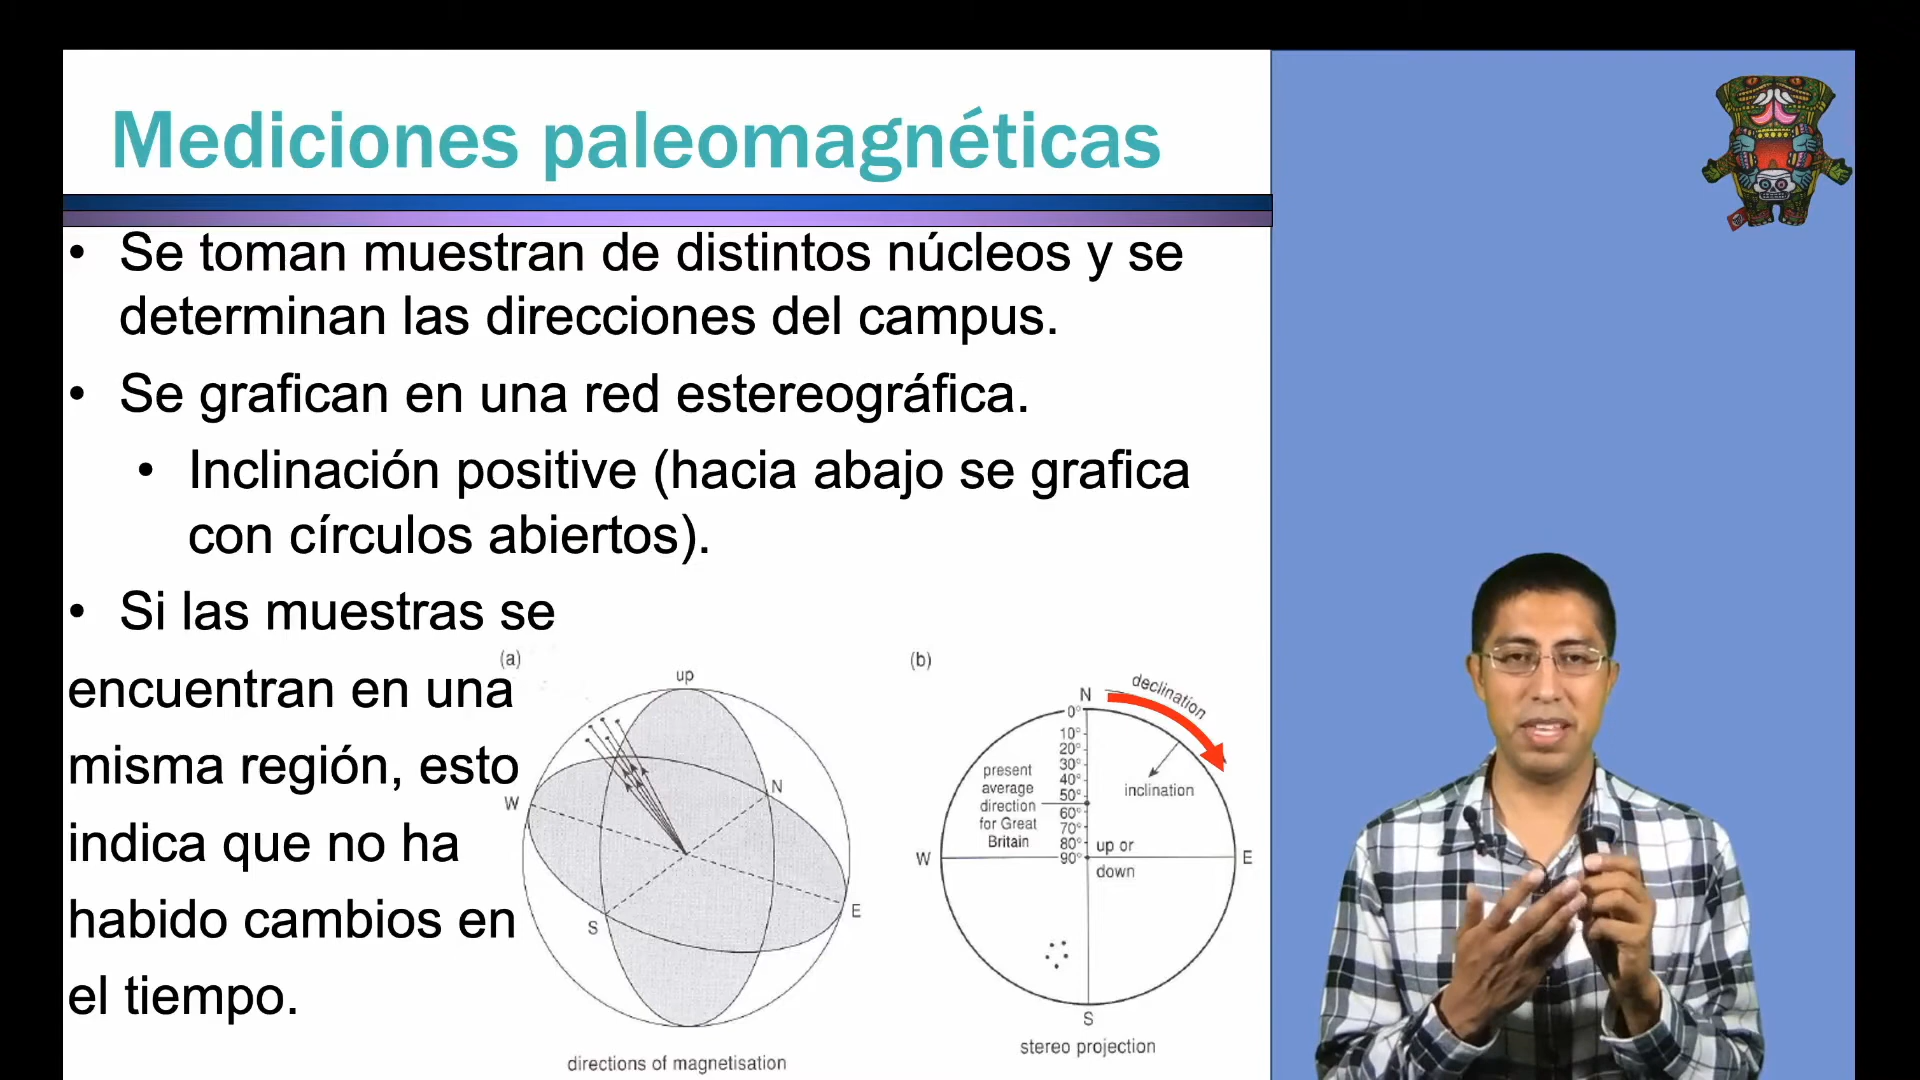 Mediciones paleomagnéticas
• Se toman muestran de distintos núcleos y se
determinan las direcciones del campus.
• Se grafican en una red estereográfica.
• Inclinación positive (hacia abajo se grafica
con círculos abiertos).
• Si las muestras se
encuentran en una
misma región, esto
indica que no ha
habido cambios en
el tiempo.
(a)
up
N
W
S
E
directions of magnetisation
(b)
N
declination
0°
10°
20°
30°
40°
50°
60°
70°
80°
90°
present
average
direction
for Great
Britain
inclination
up or
down
W
E
S
stereo projection